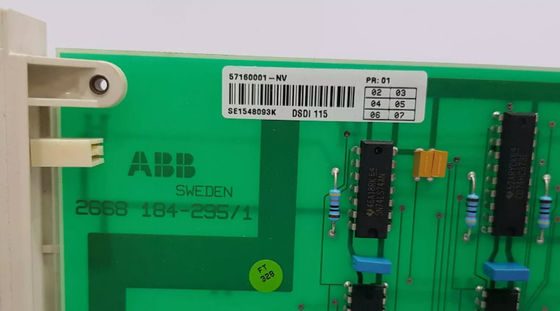 57160001-NV
PR: 01
02 03
04 05
06 07
SE1548093K DSDI 115
ABB
SWEDEN
2668 184-295/1
FT
328